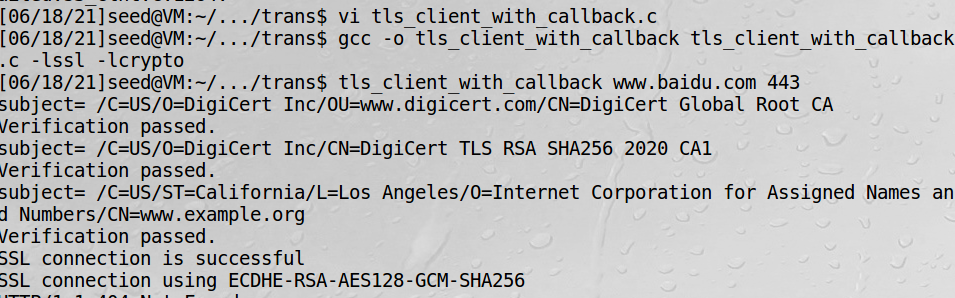 [06/18/21]seed@VM:~/.../trans$ vi tls_client_with_callback.c
[06/18/21]seed@VM:~/.../trans$ gcc -o tls_client_with_callback tls_client_with_callback
.c -lssl -lcrypto
[06/18/21]seed@VM:~/.../trans$ tls_client_with_callback www.baidu.com 443
subject= /C=US/O=DigiCert Inc/OU=www.digicert.com/CN=DigiCert Global Root CA
Verification passed.
subject= /C=US/O=DigiCert Inc/CN=DigiCert TLS RSA SHA256 2020 CA1
Verification passed.
subject= /C=US/ST=California/L=Los Angeles/O=Internet Corporation for Assigned Names an
d Numbers/CN=www.example.org
Verification passed.
SSL connection is successful
SSL connection using ECDHE-RSA-AES128-GCM-SHA256